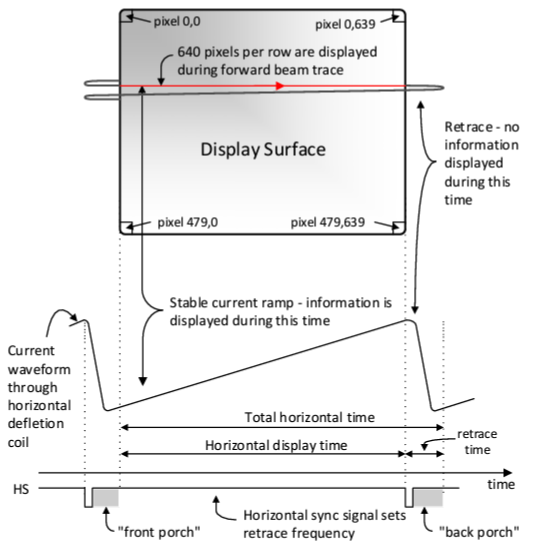 pixel 0,0
pixel 0,639
640 pixels per row are displayed
during forward beam trace
Retrace - no
information
displayed
during this
time
Display Surface
pixel 479,0
pixel 479,639
Stable current ramp - information is
displayed during this time
Current
waveform
through
horizontal
defletion
coil
Total horizontal time
Horizontal display time
retrace
time
time
HS
"front porch"
Horizontal sync signal sets
retrace frequency
"back porch"